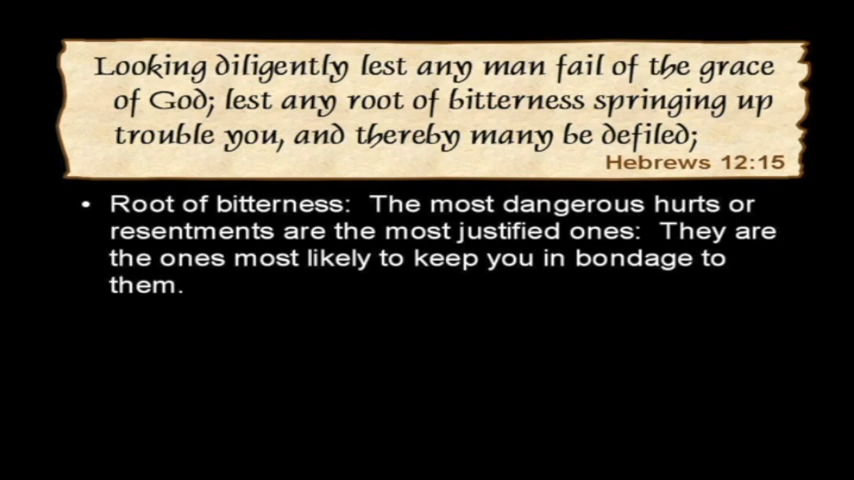 Looking diligently lest any man fail of the grace
of God; lest any root of bitterness springing up
trouble you, and thereby many be defiled;
Hebrews 12:15
• Root of bitterness: The most dangerous hurts or
resentments are the most justified ones: They are
the ones most likely to keep you in bondage to
them.